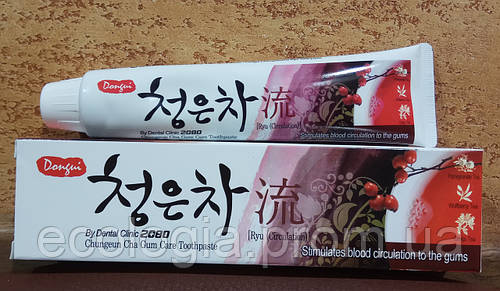 Dongui
청은차 流
By Dental Clinic 2080
[Ryu (Circulation)]
Chungeun Cha Gum Care Toothpaste
Stimulates blood circulation to the gums
Dongui
청은차 流
By Dental Clinic 2080
[Ryu (Circulation)]
Chungeun Cha Gum Care Toothpaste
Pomegranate Tea
Wolfberry Tea
Stimulates blood circulation to the gums
ecologia.prom.ua